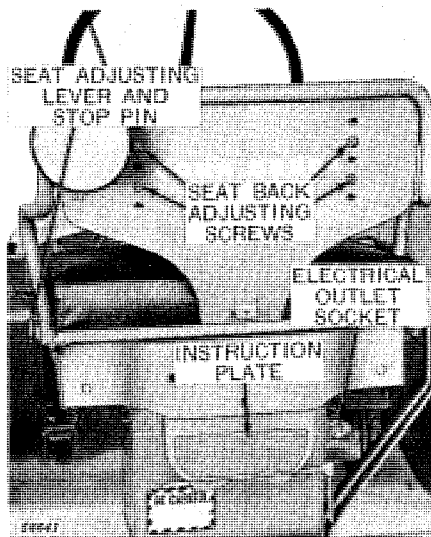 SEAT ADJUSTING
LEVER AND
STOP PIN
SEAT BACK
ADJUSTING
SCREWS
ELECTRICAL
OUTLET
SOCKET
INSTRUCTION
PLATE